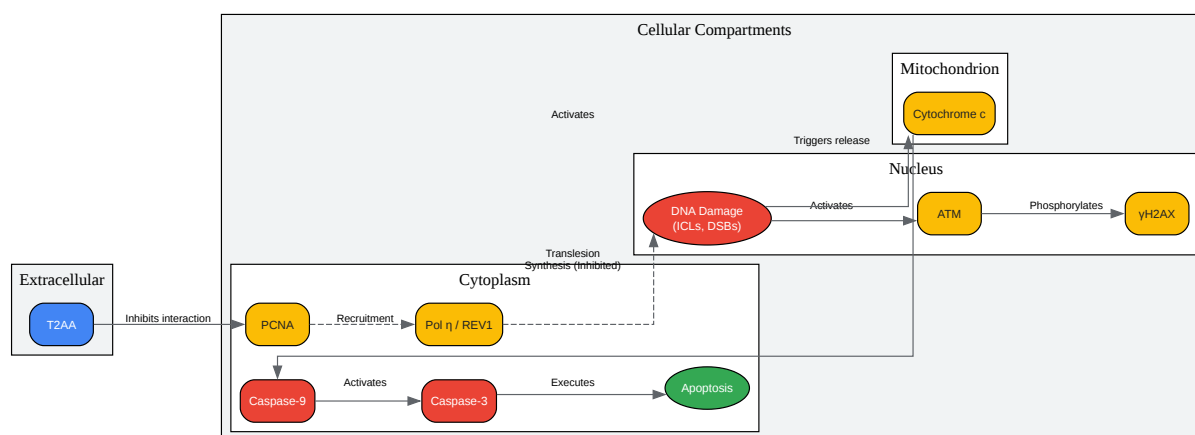 Cellular Compartments
Mitochondrion
Cytochrome c
Activates
Triggers release
Nucleus
DNA Damage
(ICLs, DSBs)
Activates
ATM
Phosphorylates
γH2AX
Translesion
Synthesis (Inhibited)
Extracellular
T2AA
Inhibits interaction
Cytoplasm
PCNA
Recruitment
Pol η / REV1
Caspase-9
Activates
Caspase-3
Executes
Apoptosis